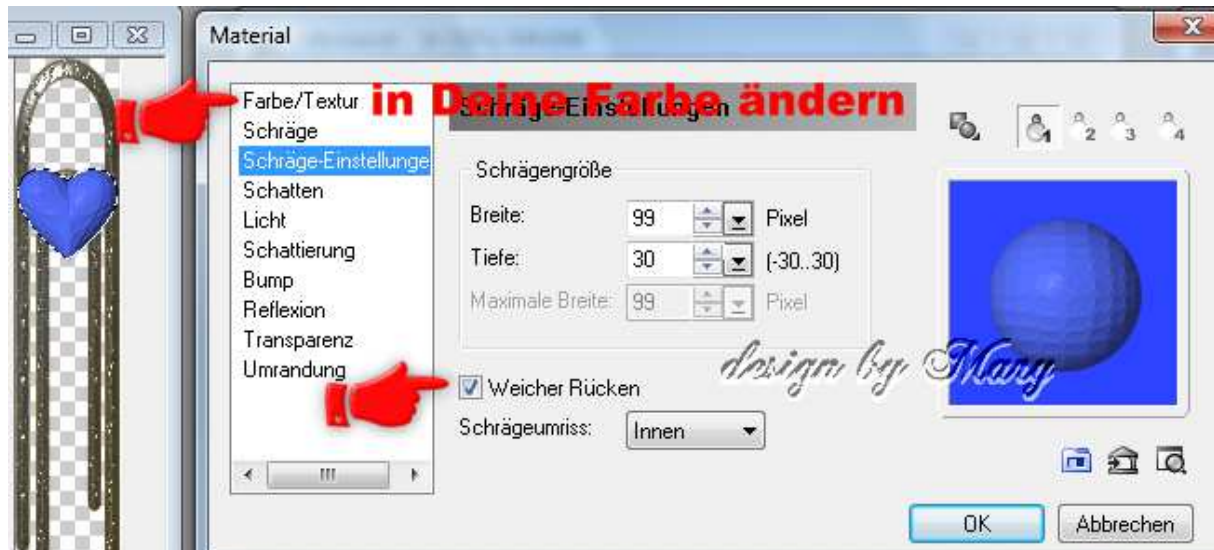 Material
Farbe/Textur
in Deine Farbe ändern
Schräge-Einstellungen
Schräge
Schräge-Einstellunge
Schatten
Licht
Schattierung
Bump
Reflexion
Transparenz
Umrandung
1 2 3 4
Schrägengröße
Breite: 99 Pixel
Tiefe: 30 (-30..30)
Maximale Breite: 99 Pixel
design by Mary
Weicher Rücken
Schrägeumriss: Innen
OK Abbrechen